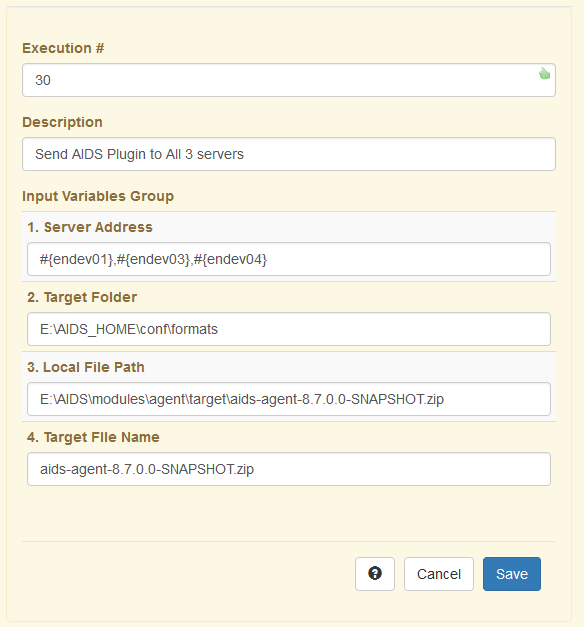 Execution #
30
Description
Send AIDS Plugin to All 3 servers
Input Variables Group
1. Server Address
#{endev01},#{endev03},#{endev04}
2. Target Folder
E:\AIDS_HOME\conf\formats
3. Local File Path
E:\AIDS\modules\agent\target\aids-agent-8.7.0.0-SNAPSHOT.zip
4. Target File Name
aids-agent-8.7.0.0-SNAPSHOT.zip
? Cancel Save